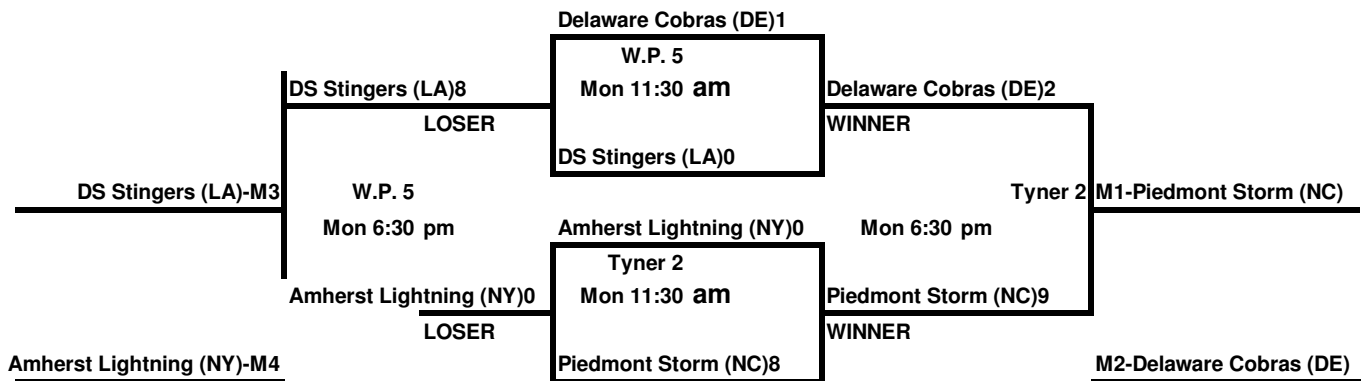 Delaware Cobras (DE)1
W.P. 5
DS Stingers (LA)8 Mon 11:30 am Delaware Cobras (DE)2
LOSER WINNER
DS Stingers (LA)0
DS Stingers (LA)-M3 W.P. 5 Tyner 2 M1-Piedmont Storm (NC)
Mon 6:30 pm Amherst Lightning (NY)0 Mon 6:30 pm
Tyner 2
Amherst Lightning (NY)0 Mon 11:30 am Piedmont Storm (NC)9
LOSER WINNER
Amherst Lightning (NY)-M4 Piedmont Storm (NC)8 M2-Delaware Cobras (DE)